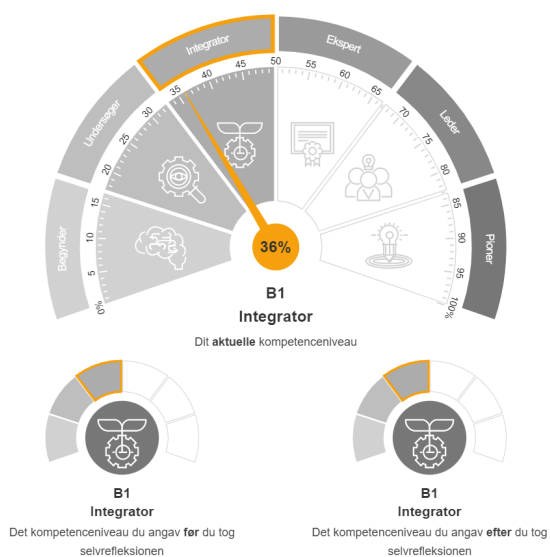 Begynder
Undersøger
Integrator
Ekspert
Leder
Pioner
%0
5
10
15
20
25
30
35
40
45
50
55
60
65
70
75
80
85
90
95
100%
36%
B1
Integrator
Dit aktuelle kompetenceniveau
B1
Integrator
Det kompetenceniveau du angav før du tog
selvrefleksionen
B1
Integrator
Det kompetenceniveau du angav efter du tog
selvrefleksionen